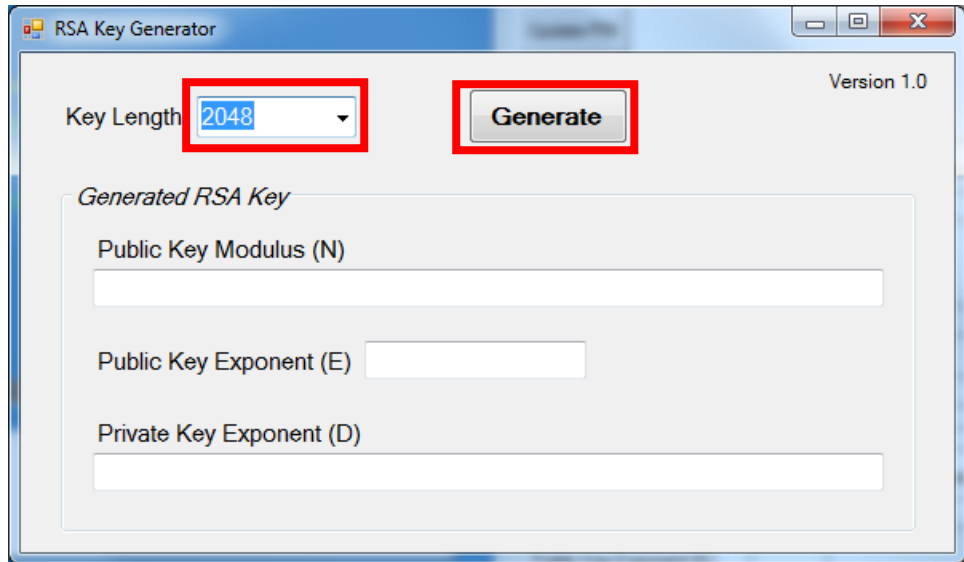 RSA Key Generator
Version 1.0
Key Length 2048 Generate
Generated RSA Key
Public Key Modulus (N)
Public Key Exponent (E)
Private Key Exponent (D)